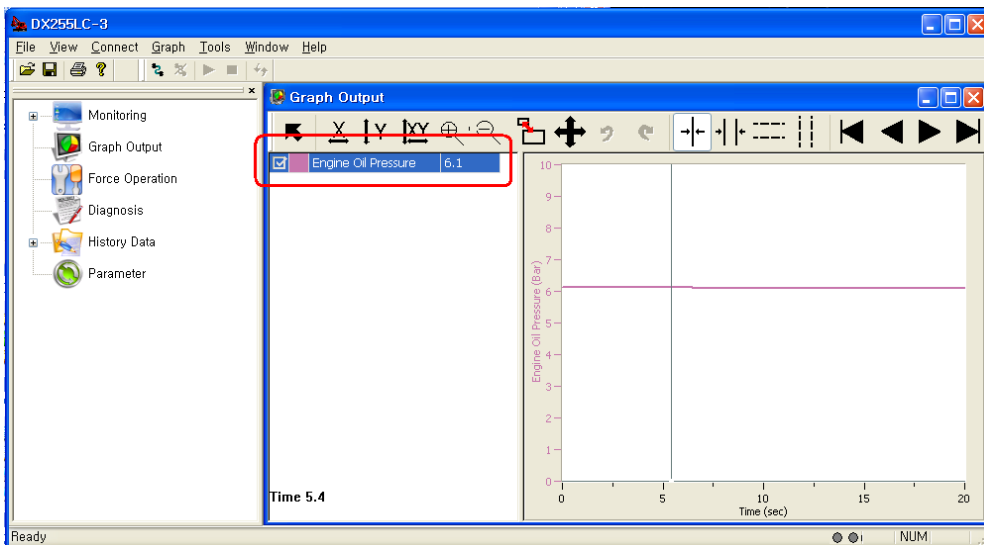 DX255LC-3
File View Connect Graph Tools Window Help
Monitoring
Graph Output
Force Operation
Diagnosis
History Data
Parameter
Graph Output
X Y XY
Engine Oil Pressure 6.1
Time 5.4
Engine Oil Pressure (Bar)
10
9
8
7
6
5
4
3
2
1
0
0 5 10 15 20
Time (sec)
Ready NUM